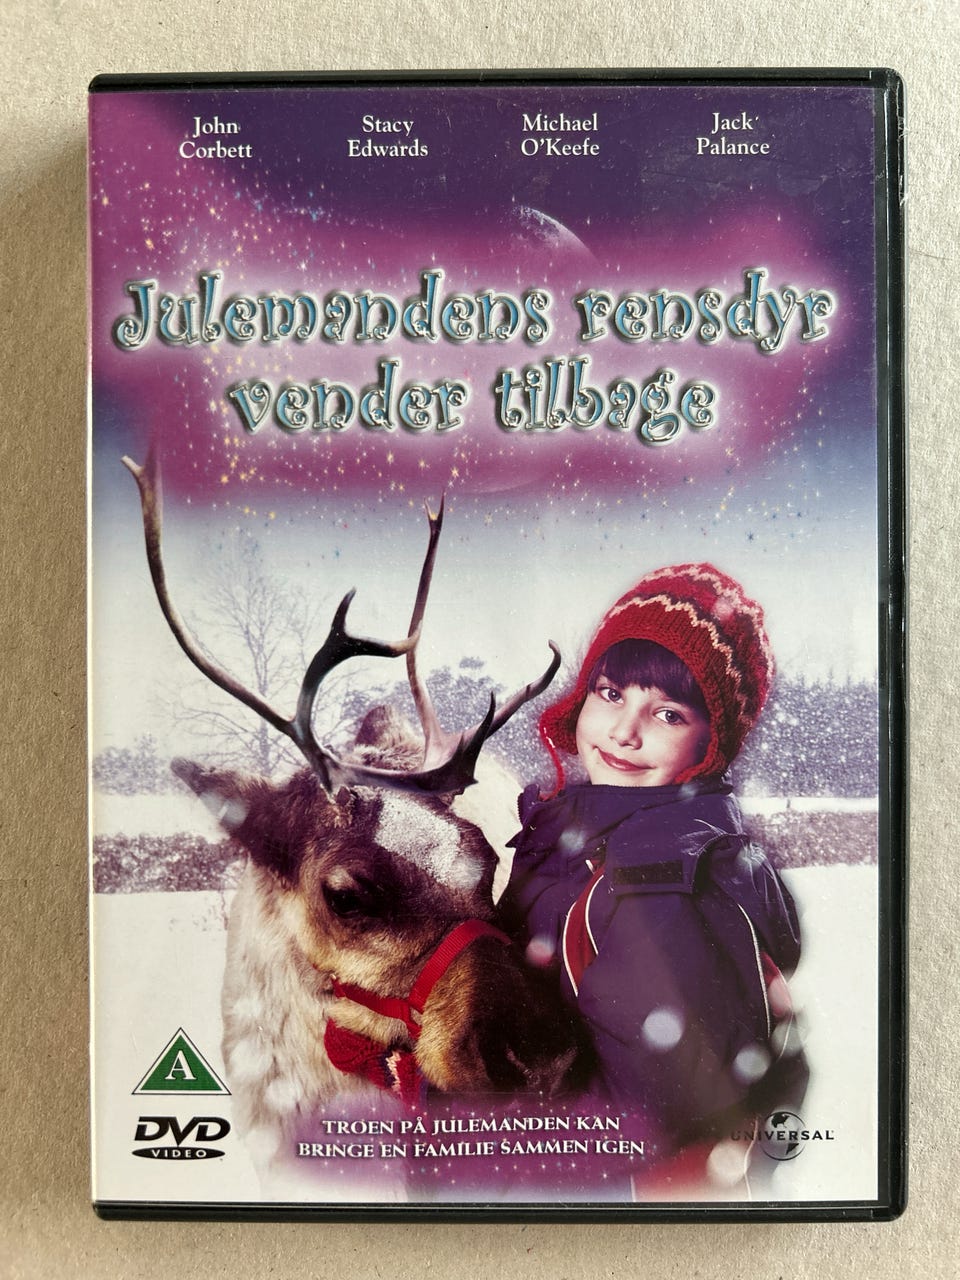 John Corbett
Stacy Edwards
Michael O'Keefe
Jack Palance
Julemandens rensdyr
vender tilbage
A
DVD
VIDEO
TROEN PÅ JULEMANDEN KAN
BRINGE EN FAMILIE SAMMEN IGEN
UNIVERSAL